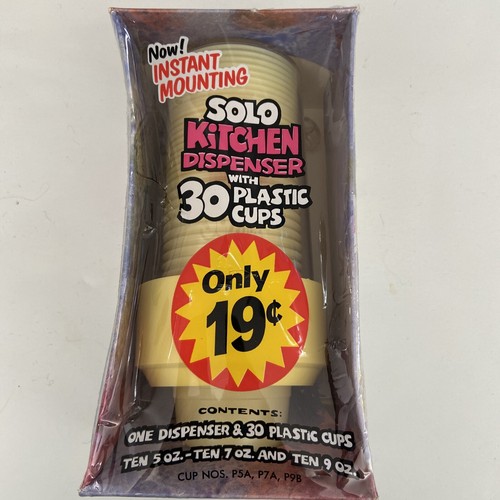 Now!
INSTANT
MOUNTING
SOLO
KiTCHEN
DISPENSER
WITH
30 PLASTIC
CUPS
Only
19¢
CONTENTS:
ONE DISPENSER & 30 PLASTIC CUPS
TEN 5 OZ.-TEN 7 OZ. AND TEN 9 OZ.
CUP NOS. P5A, P7A, P9B